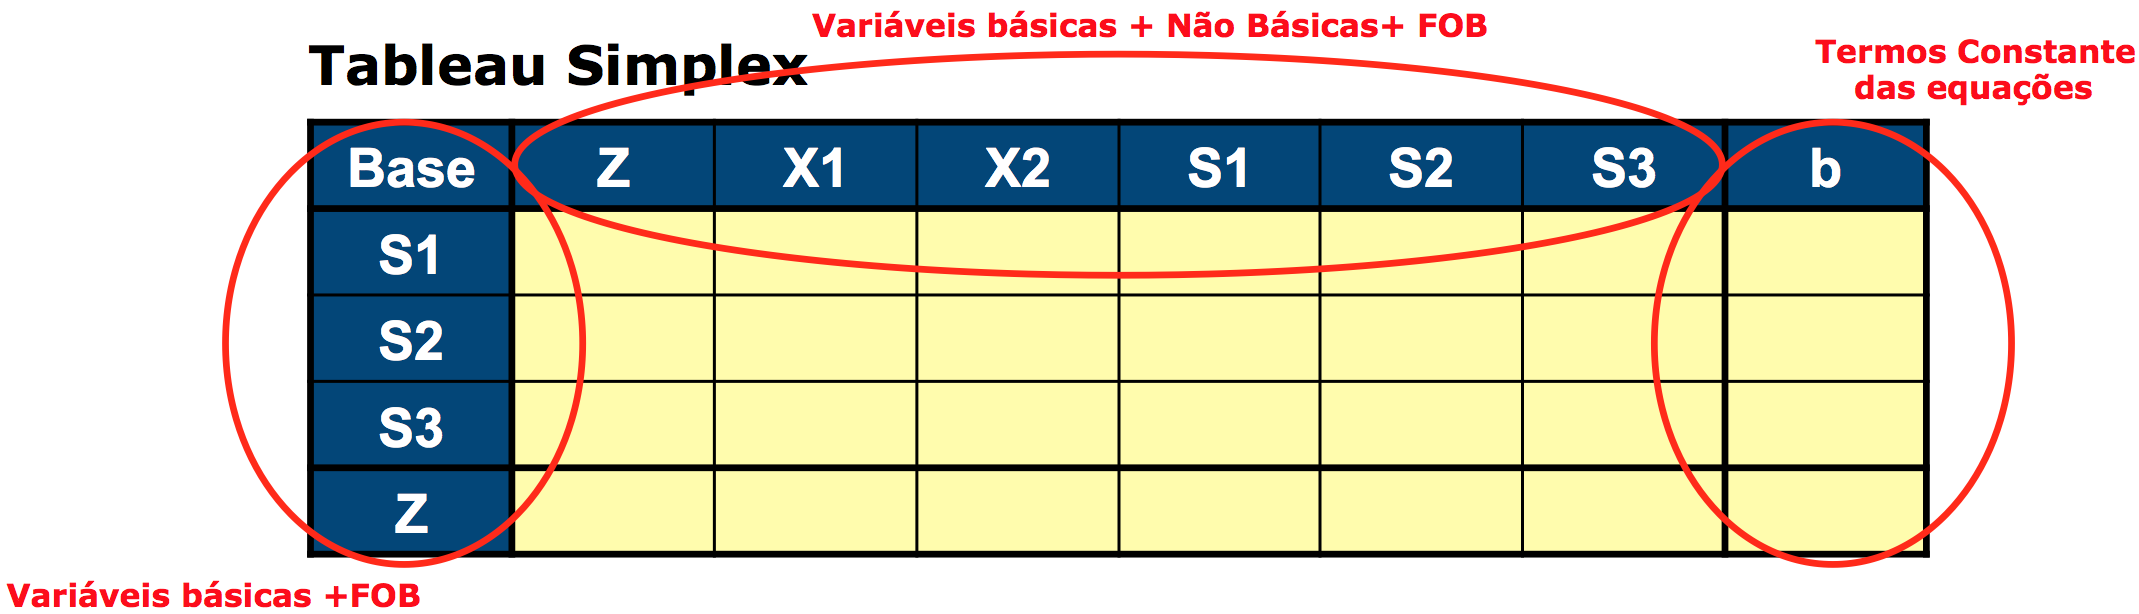 Variáveis básicas + Não Básicas+ FOB
Tableau Simplex
Termos Constante
das equações
Base Z X1 X2 S1 S2 S3 b
S1
S2
S3
Z
Variáveis básicas +FOB